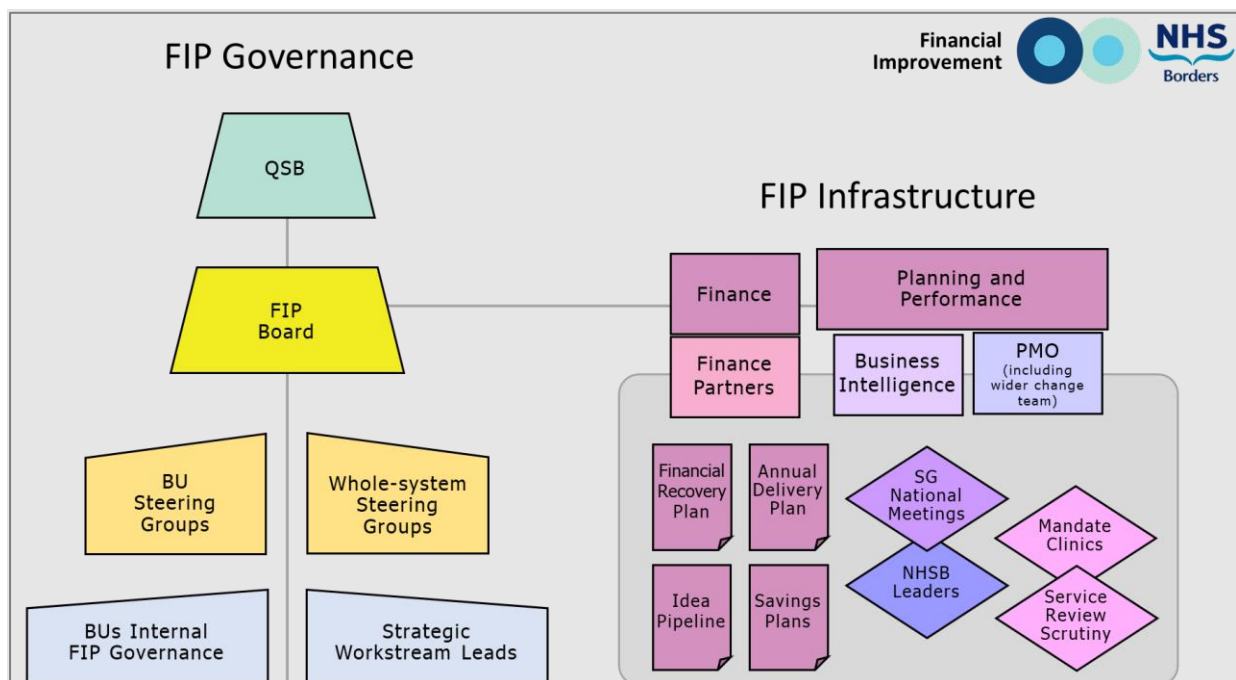 FIP Governance
Financial
Improvement
NHS
Borders
QSB
FIP Infrastructure
FIP
Board
Finance
Planning and
Performance
Finance
Partners
Business
Intelligence
PMO
(including
wider change
team)
BU
Steering
Groups
Whole-system
Steering
Groups
Financial
Recovery
Plan
Annual
Delivery
Plan
SG
National
Meetings
Mandate
Clinics
Idea
Pipeline
Savings
Plans
NHSB
Leaders
Service
Review
Scrutiny
BUs Internal
FIP Governance
Strategic
Workstream Leads